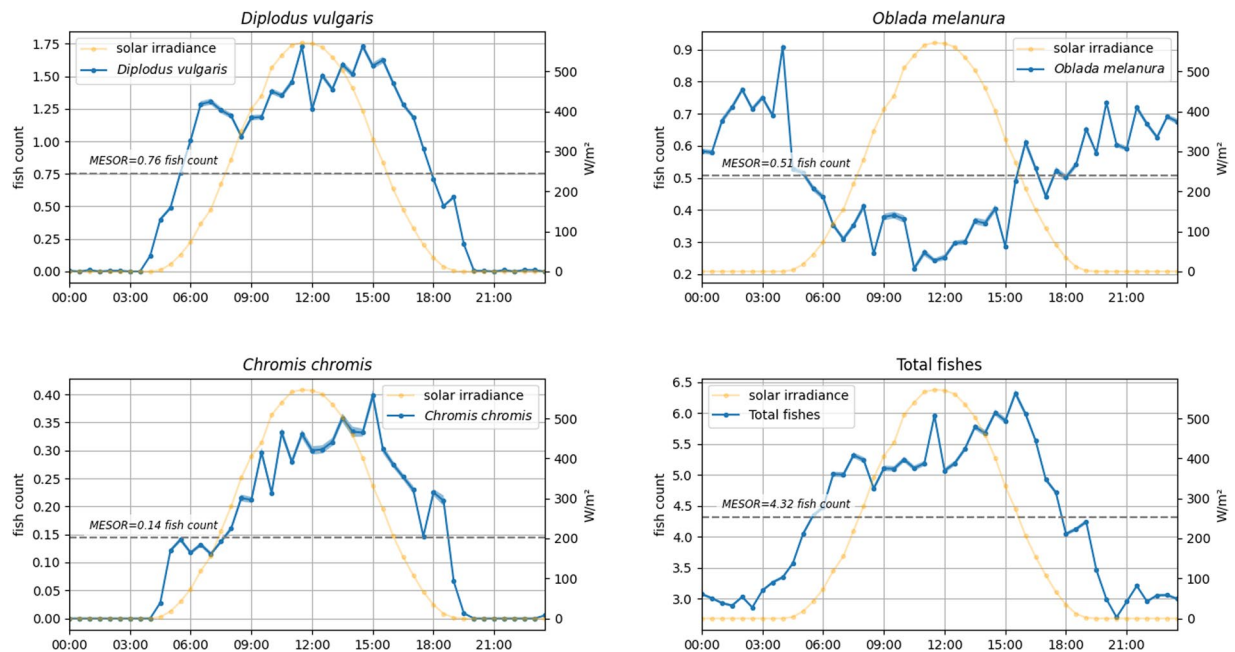 Diplodus vulgaris
solar irradiance
Diplodus vulgaris
1.75
1.50
1.25
1.00
0.75
0.50
0.25
0.00
fish count
MESOR=0.76 fish count
500
400
300
200
100
0
W/m²
00:00 03:00 06:00 09:00 12:00 15:00 18:00 21:00
Oblada melanura
solar irradiance
Oblada melanura
0.9
0.8
0.7
0.6
0.5
0.4
0.3
0.2
fish count
MESOR=0.51 fish count
500
400
300
200
100
0
W/m²
00:00 03:00 06:00 09:00 12:00 15:00 18:00 21:00
Chromis chromis
solar irradiance
Chromis chromis
0.40
0.35
0.30
0.25
0.20
0.15
0.10
0.05
0.00
fish count
MESOR=0.14 fish count
500
400
300
200
100
0
W/m²
00:00 03:00 06:00 09:00 12:00 15:00 18:00 21:00
Total fishes
solar irradiance
Total fishes
6.5
6.0
5.5
5.0
4.5
4.0
3.5
3.0
fish count
MESOR=4.32 fish count
500
400
300
200
100
0
W/m²
00:00 03:00 06:00 09:00 12:00 15:00 18:00 21:00